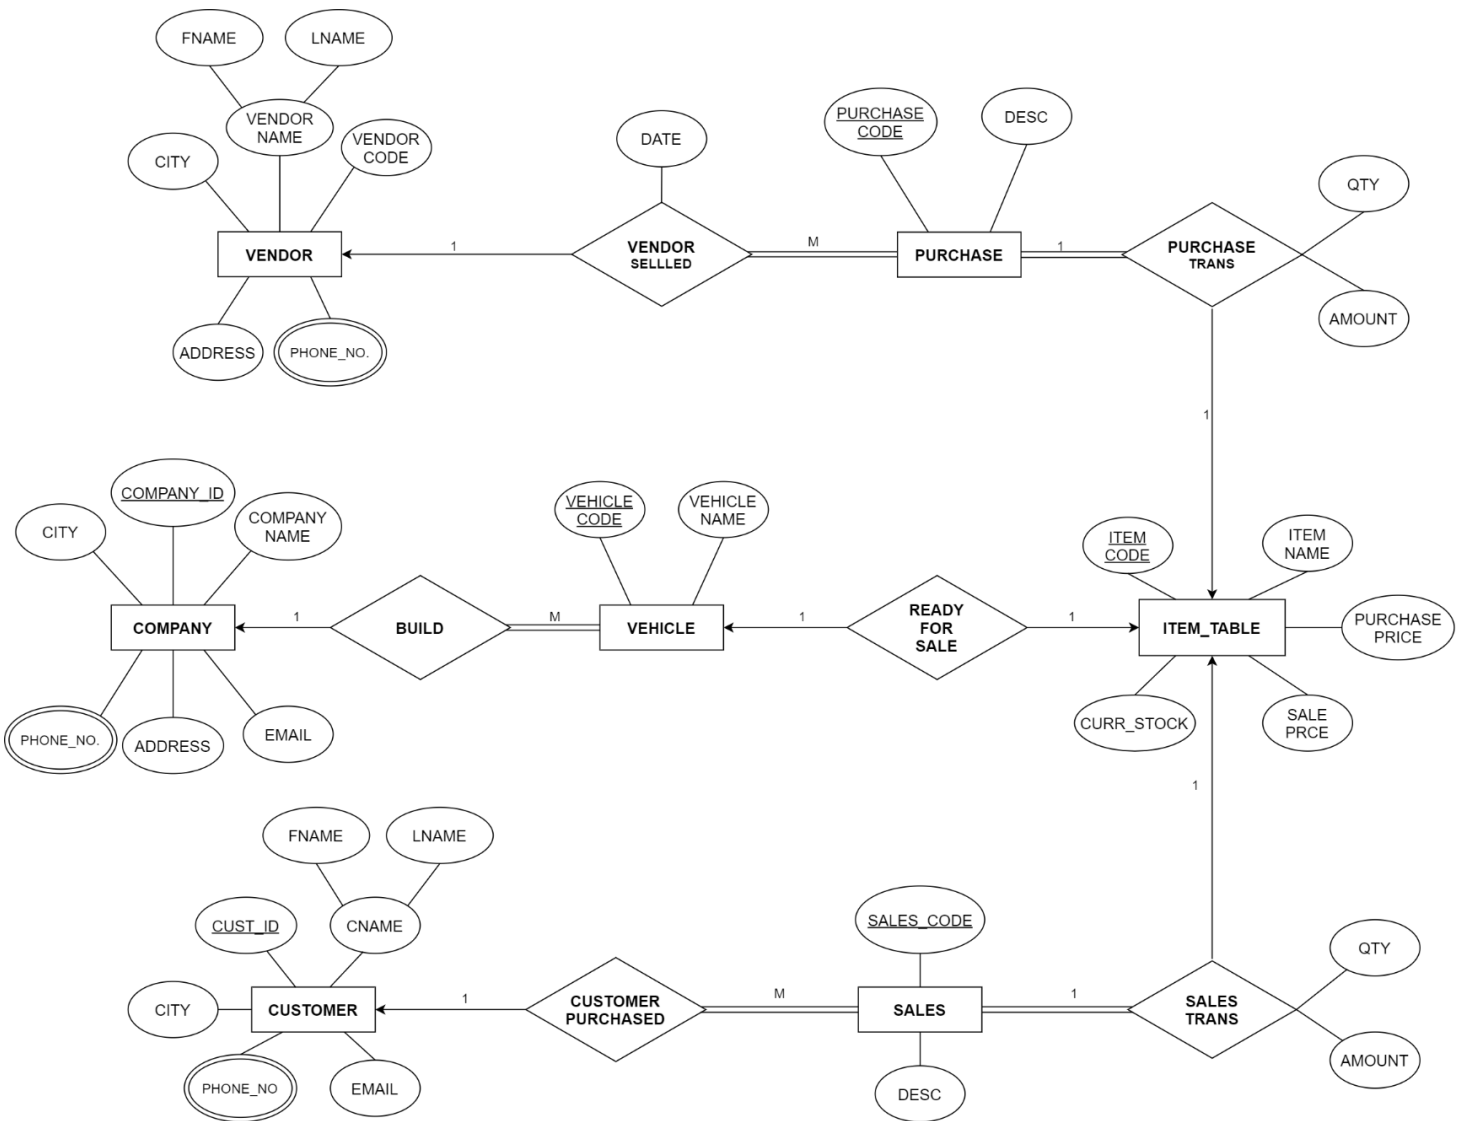 FNAME
LNAME
VENDOR
NAME
VENDOR
CODE
CITY
VENDOR
ADDRESS
PHONE_NO.
1
DATE
VENDOR
SELLLED
M
PURCHASE
CODE
DESC
PURCHASE
1
PURCHASE
TRANS
QTY
AMOUNT
1
COMPANY_ID
CITY
COMPANY
NAME
COMPANY
PHONE_NO.
ADDRESS
EMAIL
1
BUILD
M
VEHICLE
CODE
VEHICLE
NAME
VEHICLE
1
READY
FOR
SALE
1
ITEM
CODE
ITEM
NAME
ITEM_TABLE
PURCHASE
PRICE
CURR_STOCK
SALE
PRCE
1
FNAME
LNAME
CUST_ID
CNAME
CITY
CUSTOMER
PHONE_NO
EMAIL
1
CUSTOMER
PURCHASED
M
SALES_CODE
SALES
DESC
1
SALES
TRANS
QTY
AMOUNT